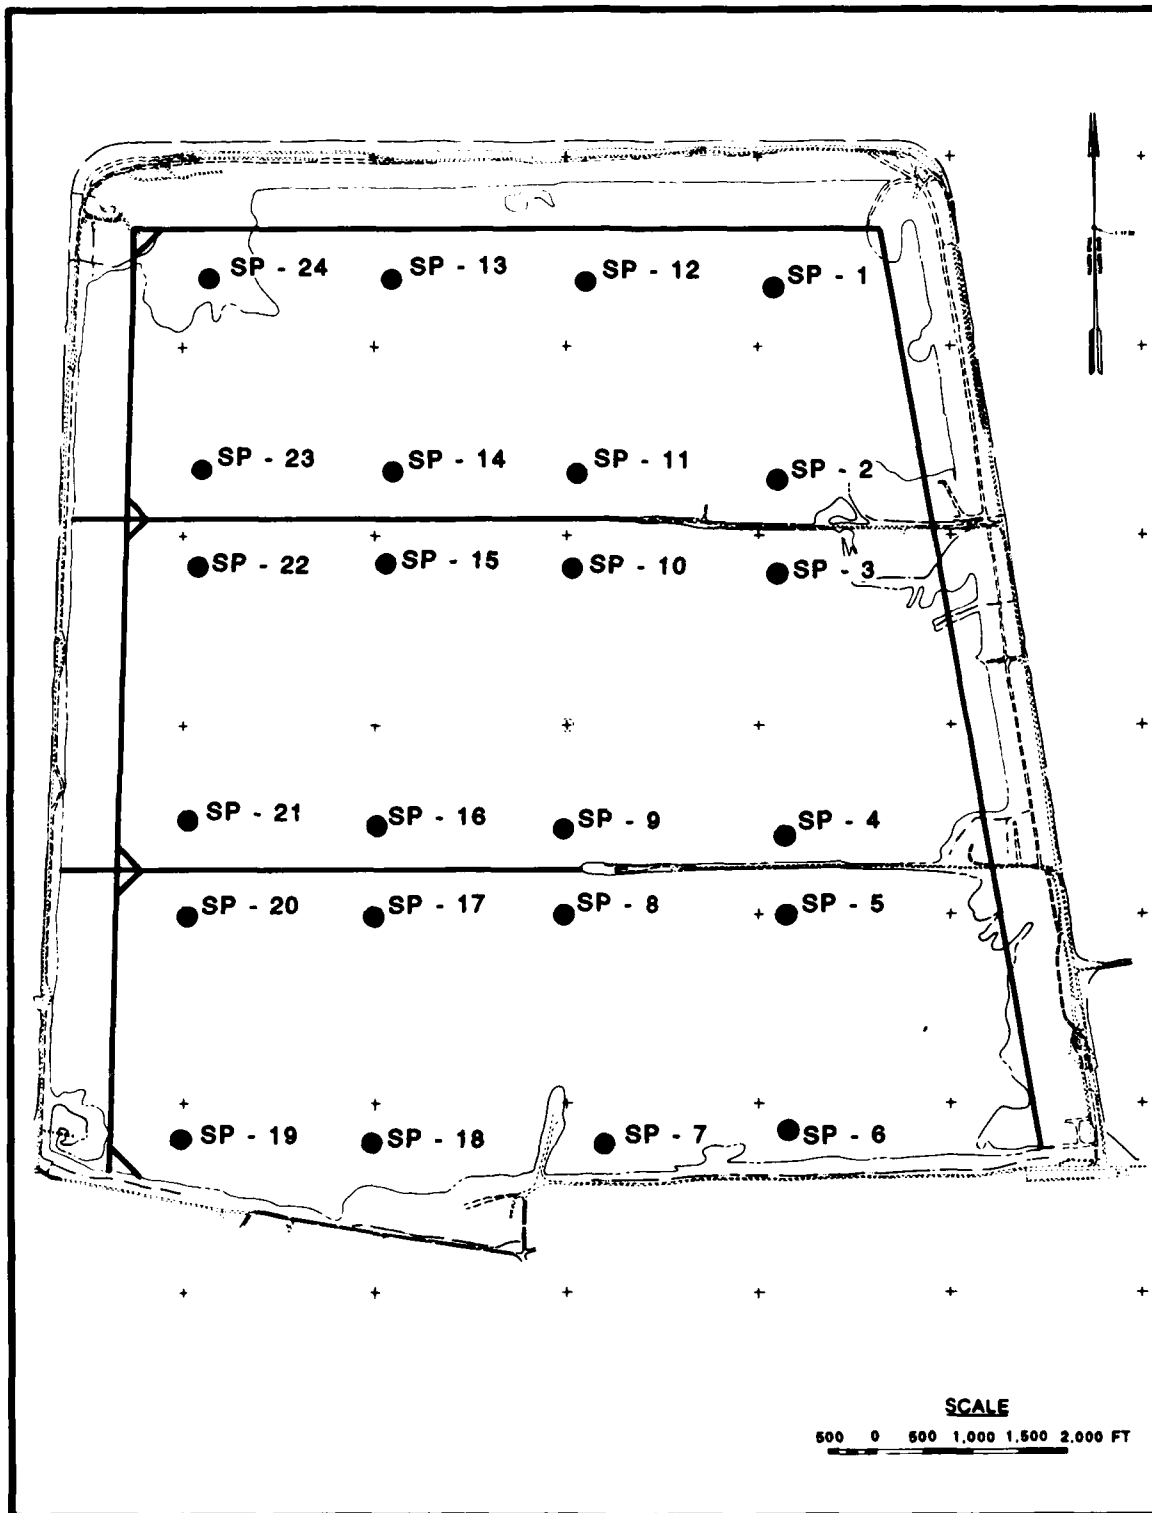 SP - 24 SP - 13 SP - 12 SP - 1
SP - 23 SP - 14 SP - 11 SP - 2
SP - 22 SP - 15 SP - 10 SP - 3
SP - 21 SP - 16 SP - 9 SP - 4
SP - 20 SP - 17 SP - 8 SP - 5
SP - 19 SP - 18 SP - 7 SP - 6
SCALE
500 0 500 1,000 1,500 2,000 FT